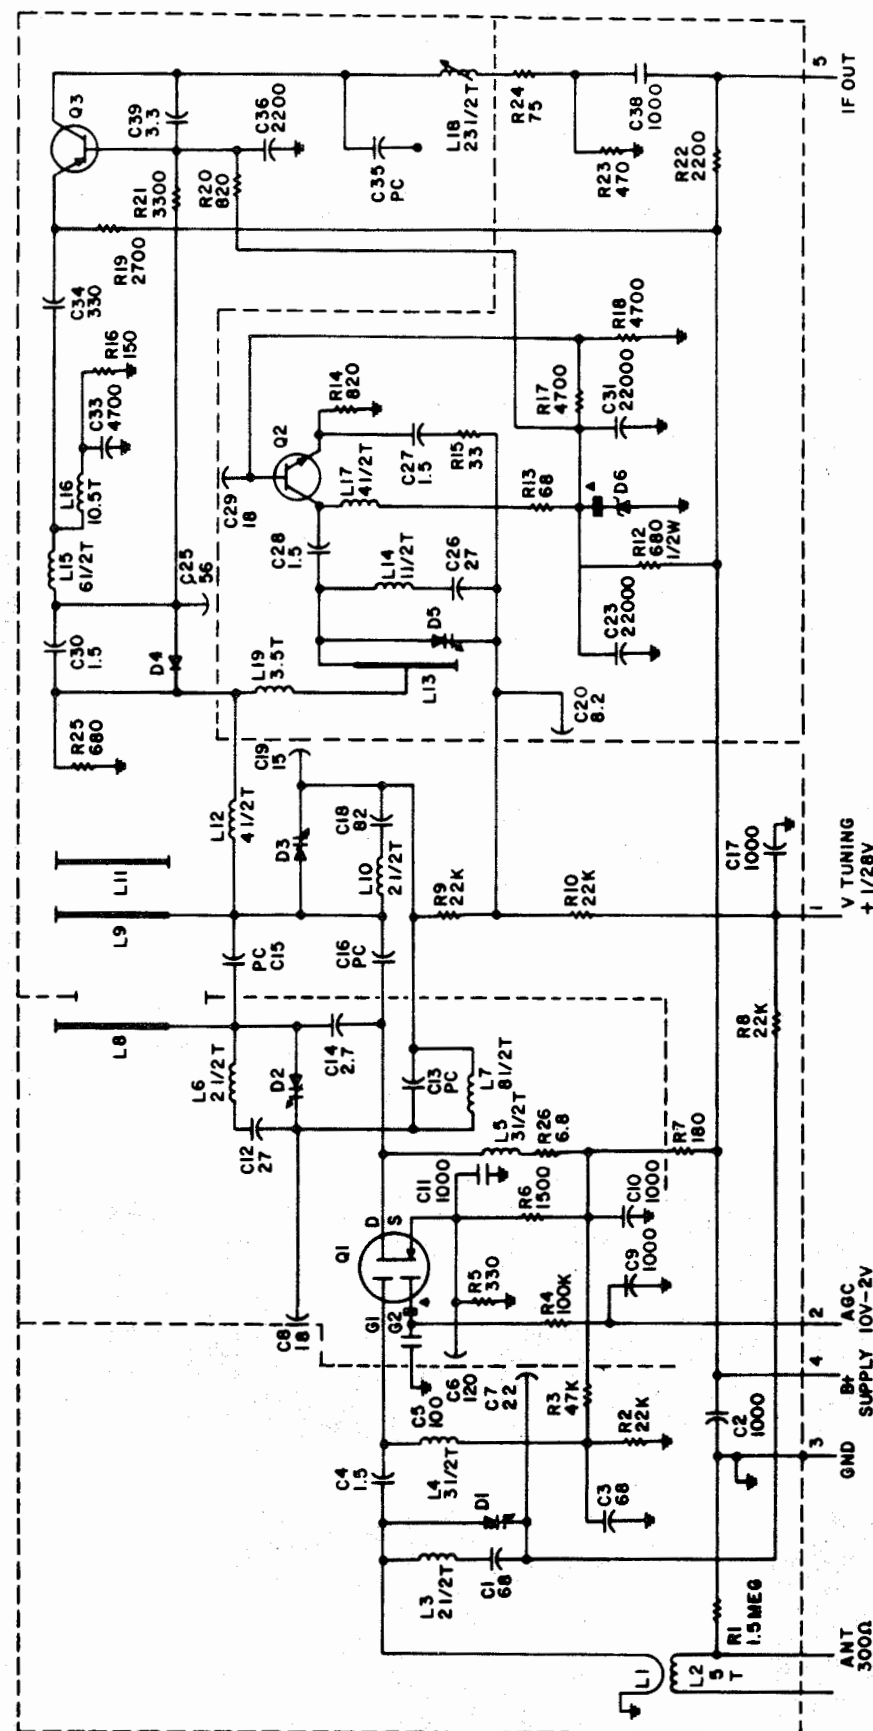 C8
18
Q1
D
S
G1
G2
C12
27
L6
2 1/2T
D2
L8
C14
2.7
T
L9
PC
C15
C16
PC
L11
L12
4 1/2T
C19
15
D3
C18
82
L10
2 1/2T
R25
680
C30
1.5
D4
L19
3.5T
L15
6 1/2T
C25
56
L16
10.5T
C33
4700
R16
150
C34
330
R19
2700
R21
3300
R20
820
Q3
C39
3.3
C36
2200
C35
PC
L18
23 1/2T
R24
75
C38
1000
R23
470
R22
2200
C29
18
Q2
R14
820
C28
1.5
L17
4 1/2T
C27
1.5
R15
33
L14
1 1/2T
C26
27
D5
L13
C20
8.2
R13
68
R17
4700
R18
4700
C31
22000
D6
R12
680
1/2W
C23
22000
C13
PC
L7
8 1/2T
R9
22K
R10
22K
C17
1000
R8
22K
L5
3 1/2T
R26
6.8
R7
180
C11
1000
R6
1500
C10
1000
R5
330
C9
1000
R4
100K
C5
100
C6
120
C7
22
R3
47K
R2
22K
C4
1.5
L4
3 1/2T
D1
C3
68
L3
2 1/2T
C1
68
C2
1000
L1
L2
5
T
R1
1.5MEG
ANT
300Ω
3
GND
4
B+
SUPPLY
2
AGC
10V-2V
1
V TUNING
+ 1/28V
5
IF OUT